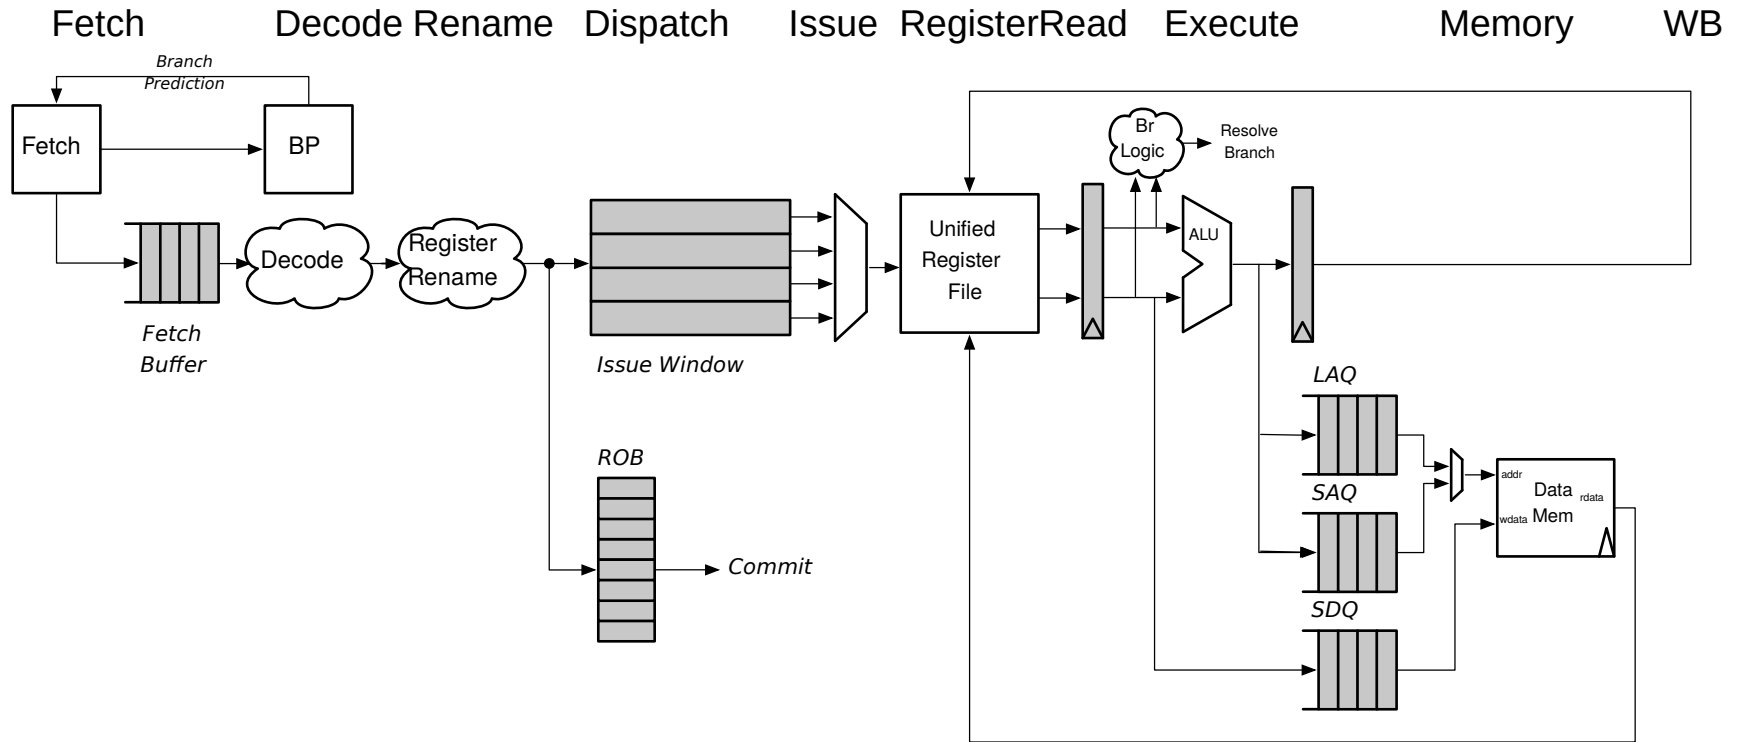 Fetch Decode Rename Dispatch Issue RegisterRead Execute Memory WB
Branch
Prediction
Fetch
BP
Br
Logic
Resolve
Branch
Decode
Register
Rename
Unified
Register
File
ALU
Fetch
Buffer
Issue Window
LAQ
ROB
SAQ
addr
Data
rdata
wdata
Mem
Commit
SDQ